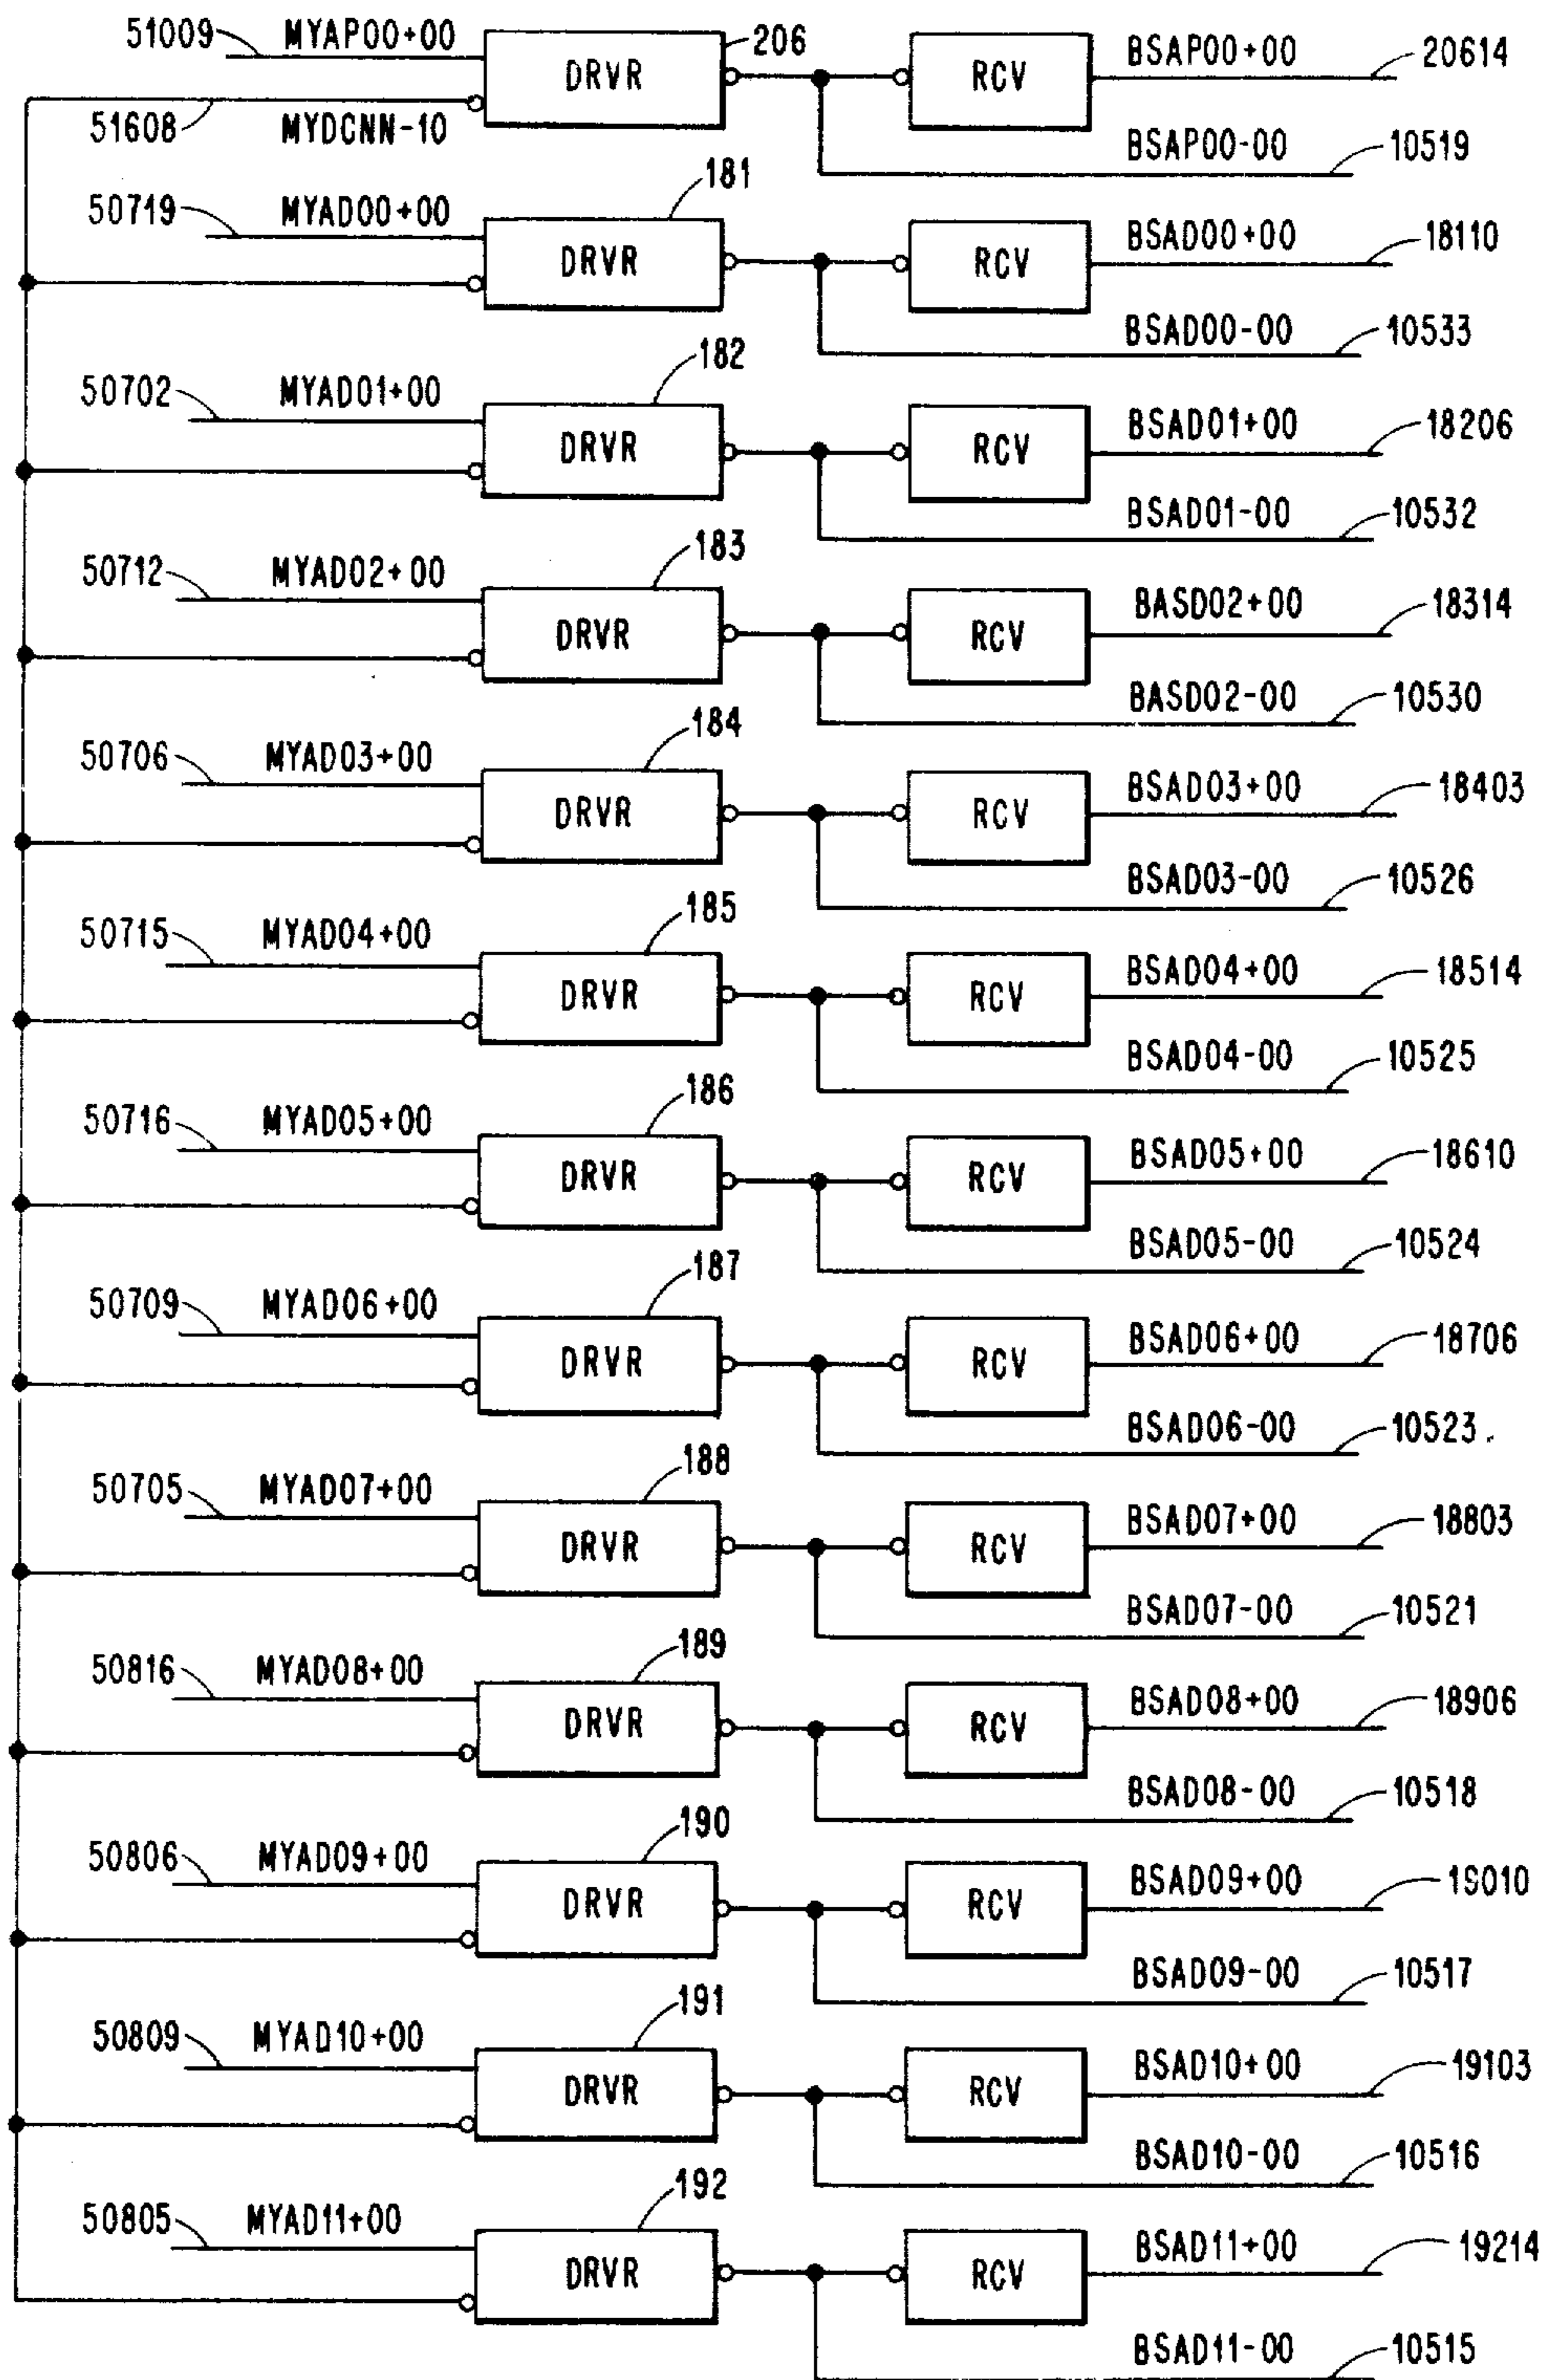 51009 MYAP00+00 206 BSAP00+00 20614
DRVR RCV
51608 MYDCNN-10 BSAP00-00 10519
181
50719 MYAD00+00 BSAD00+00 18110
DRVR RCV
BSAD00-00 10533
182
50702 MYAD01+00 BSAD01+00 18206
DRVR RCV
BSAD01-00 10532
183
50712 MYAD02+00 BASD02+00 18314
DRVR RCV
BASD02-00 10530
184
50706 MYAD03+00 BSAD03+00 18403
DRVR RCV
BSAD03-00 10526
185
50715 MYAD04+00 BSAD04+00 18514
DRVR RCV
BSAD04-00 10525
186
50716 MYAD05+00 BSAD05+00 18610
DRVR RCV
BSAD05-00 10524
187
50709 MYAD06+00 BSAD06+00 18706
DRVR RCV
BSAD06-00 10523
188
50705 MYAD07+00 BSAD07+00 18803
DRVR RCV
BSAD07-00 10521
189
50816 MYAD08+00 BSAD08+00 18906
DRVR RCV
BSAD08-00 10518
190
50806 MYAD09+00 BSAD09+00 19010
DRVR RCV
BSAD09-00 10517
191
50809 MYAD10+00 BSAD10+00 19103
DRVR RCV
BSAD10-00 10516
192
50805 MYAD11+00 BSAD11+00 19214
DRVR RCV
BSAD11-00 10515